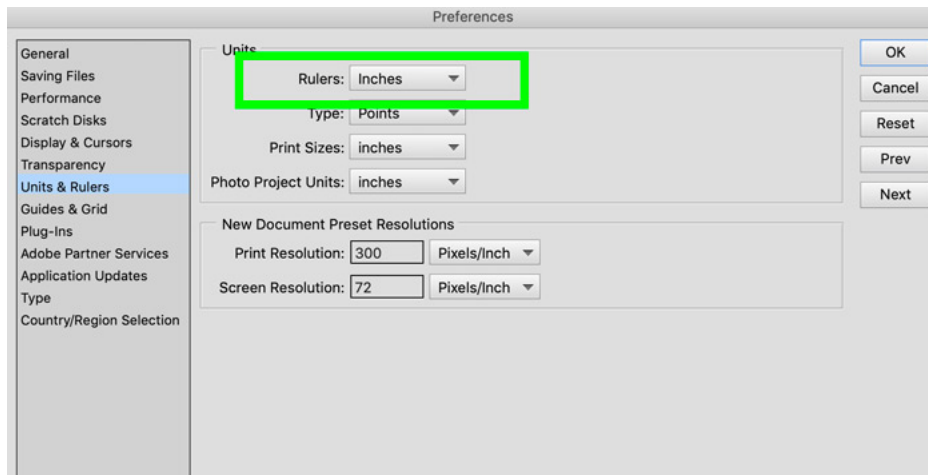 Preferences
General
Saving Files
Performance
Scratch Disks
Display & Cursors
Transparency
Units & Rulers
Guides & Grid
Plug-Ins
Adobe Partner Services
Application Updates
Type
Country/Region Selection
Units
Rulers: Inches
Type: Points
Print Sizes: inches
Photo Project Units: inches
New Document Preset Resolutions
Print Resolution: 300 Pixels/Inch
Screen Resolution: 72 Pixels/Inch
OK
Cancel
Reset
Prev
Next